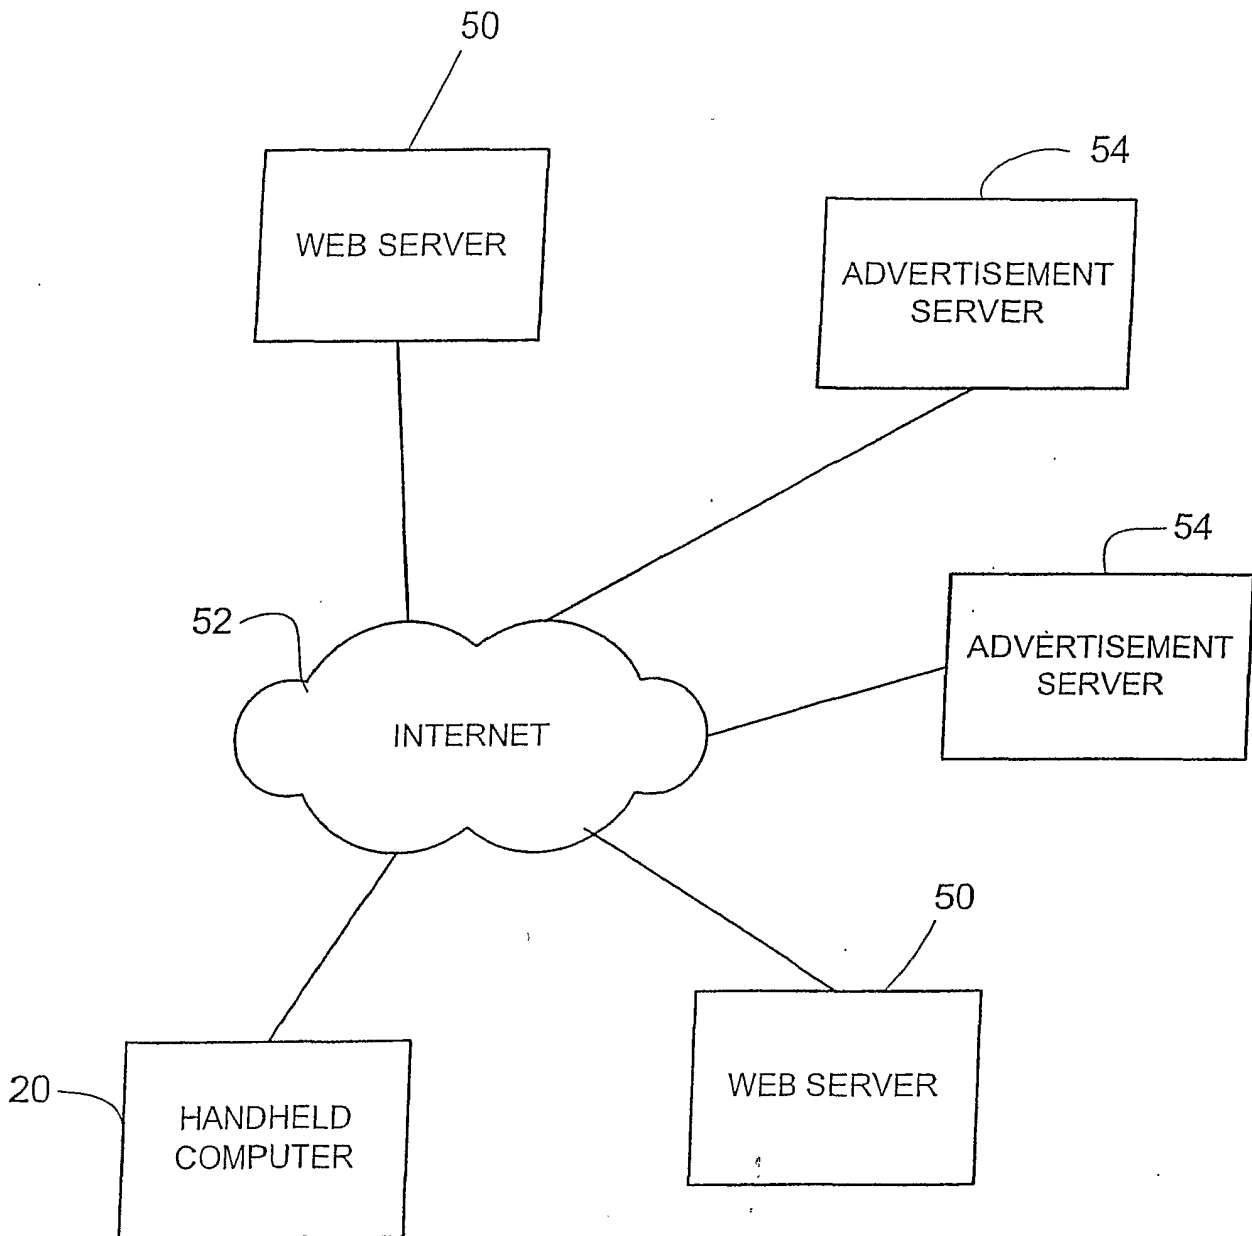 50
WEB SERVER
54
ADVERTISEMENT
SERVER
54
ADVERTISEMENT
SERVER
52
INTERNET
50
WEB SERVER
20
HANDHELD
COMPUTER